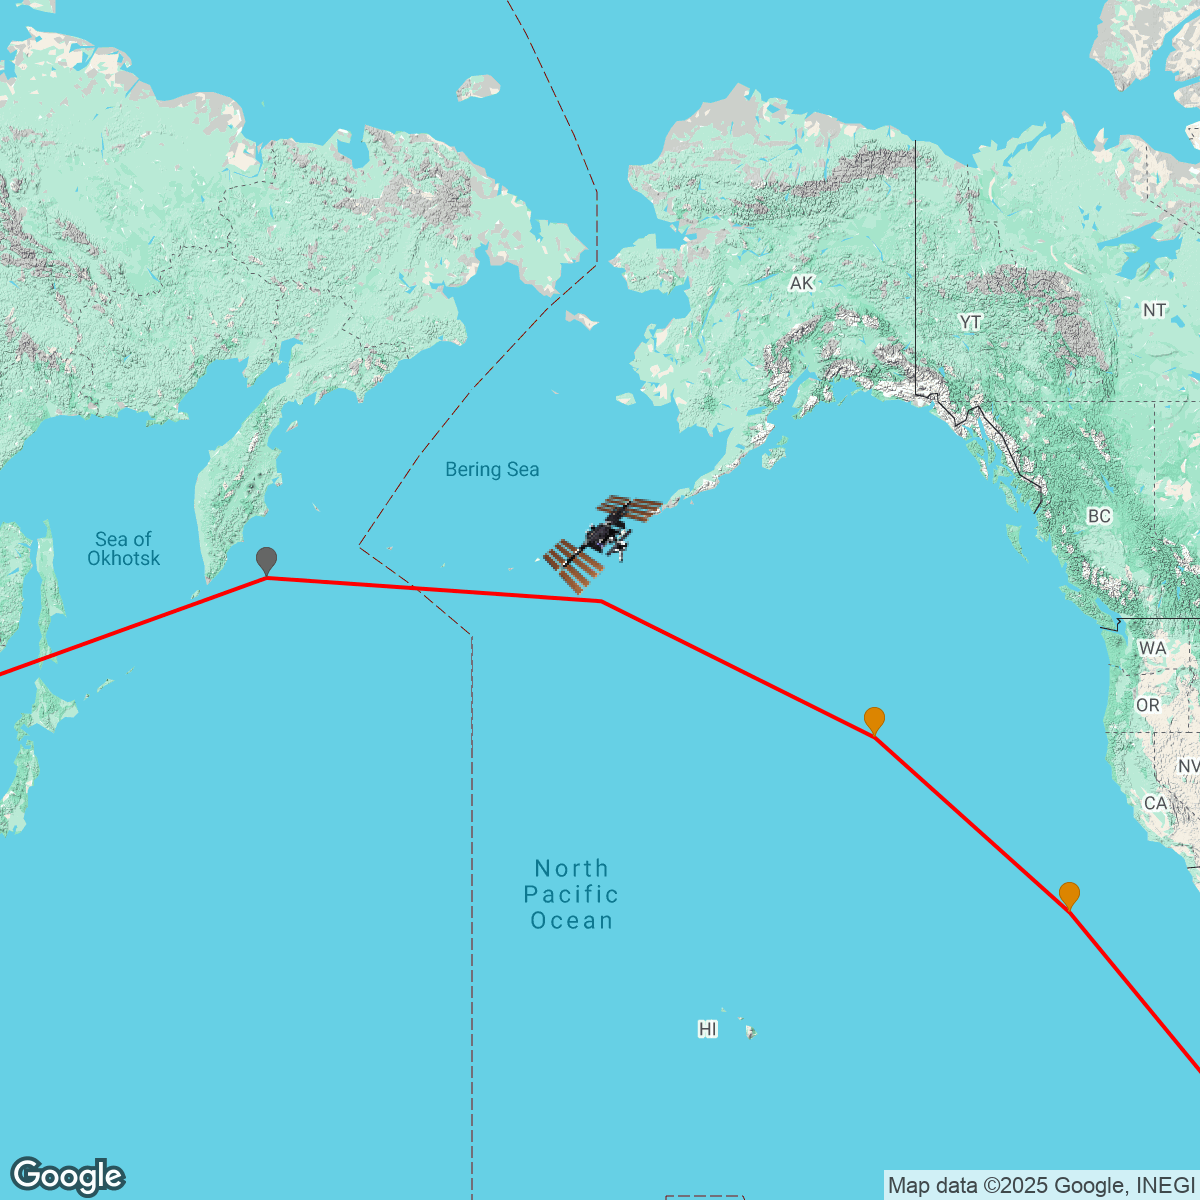 AK
NT
YT
Bering Sea
BC
Sea of
Okhotsk
WA
OR
NV
CA
North
Pacific
Ocean
HI
Google
Map data ©2025 Google, INEGI